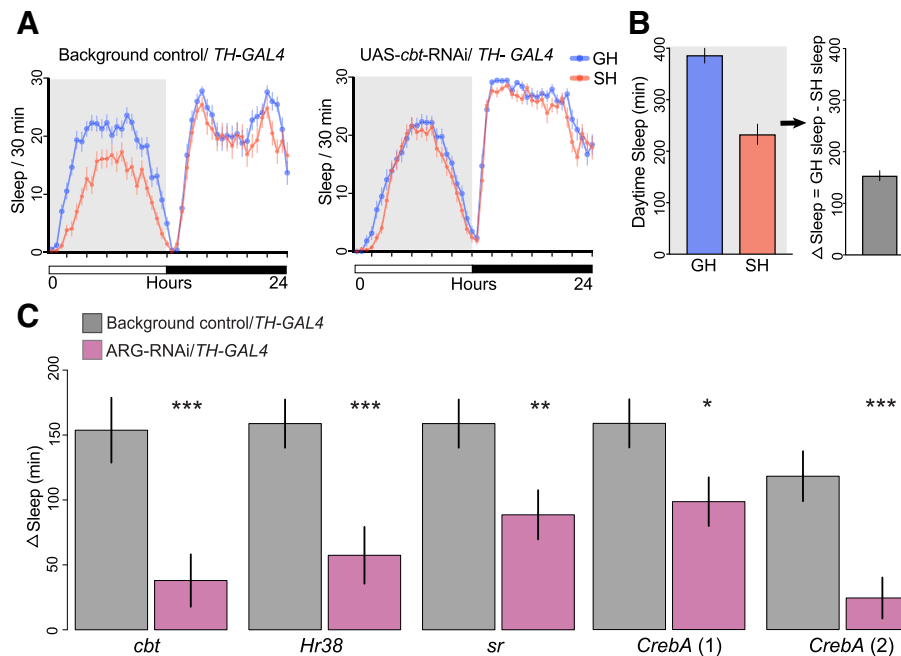 A
Background control/ TH-GAL4
UAS-cbt-RNAi/ TH- GAL4
GH
SH
Sleep / 30 min
0
10
20
30
0
Hours
24
Sleep / 30 min
0
10
20
30
0
Hours
24
B
Daytime Sleep (min)
0
100
200
300
400
GH
SH
Δ Sleep = GH sleep - SH sleep
0
100
200
300
400
C
Background control/TH-GAL4
ARG-RNAi/TH-GAL4
Δ Sleep (min)
0
50
100
150
200
***
***
**
*
***
cbt
Hr38
sr
CrebA (1)
CrebA (2)